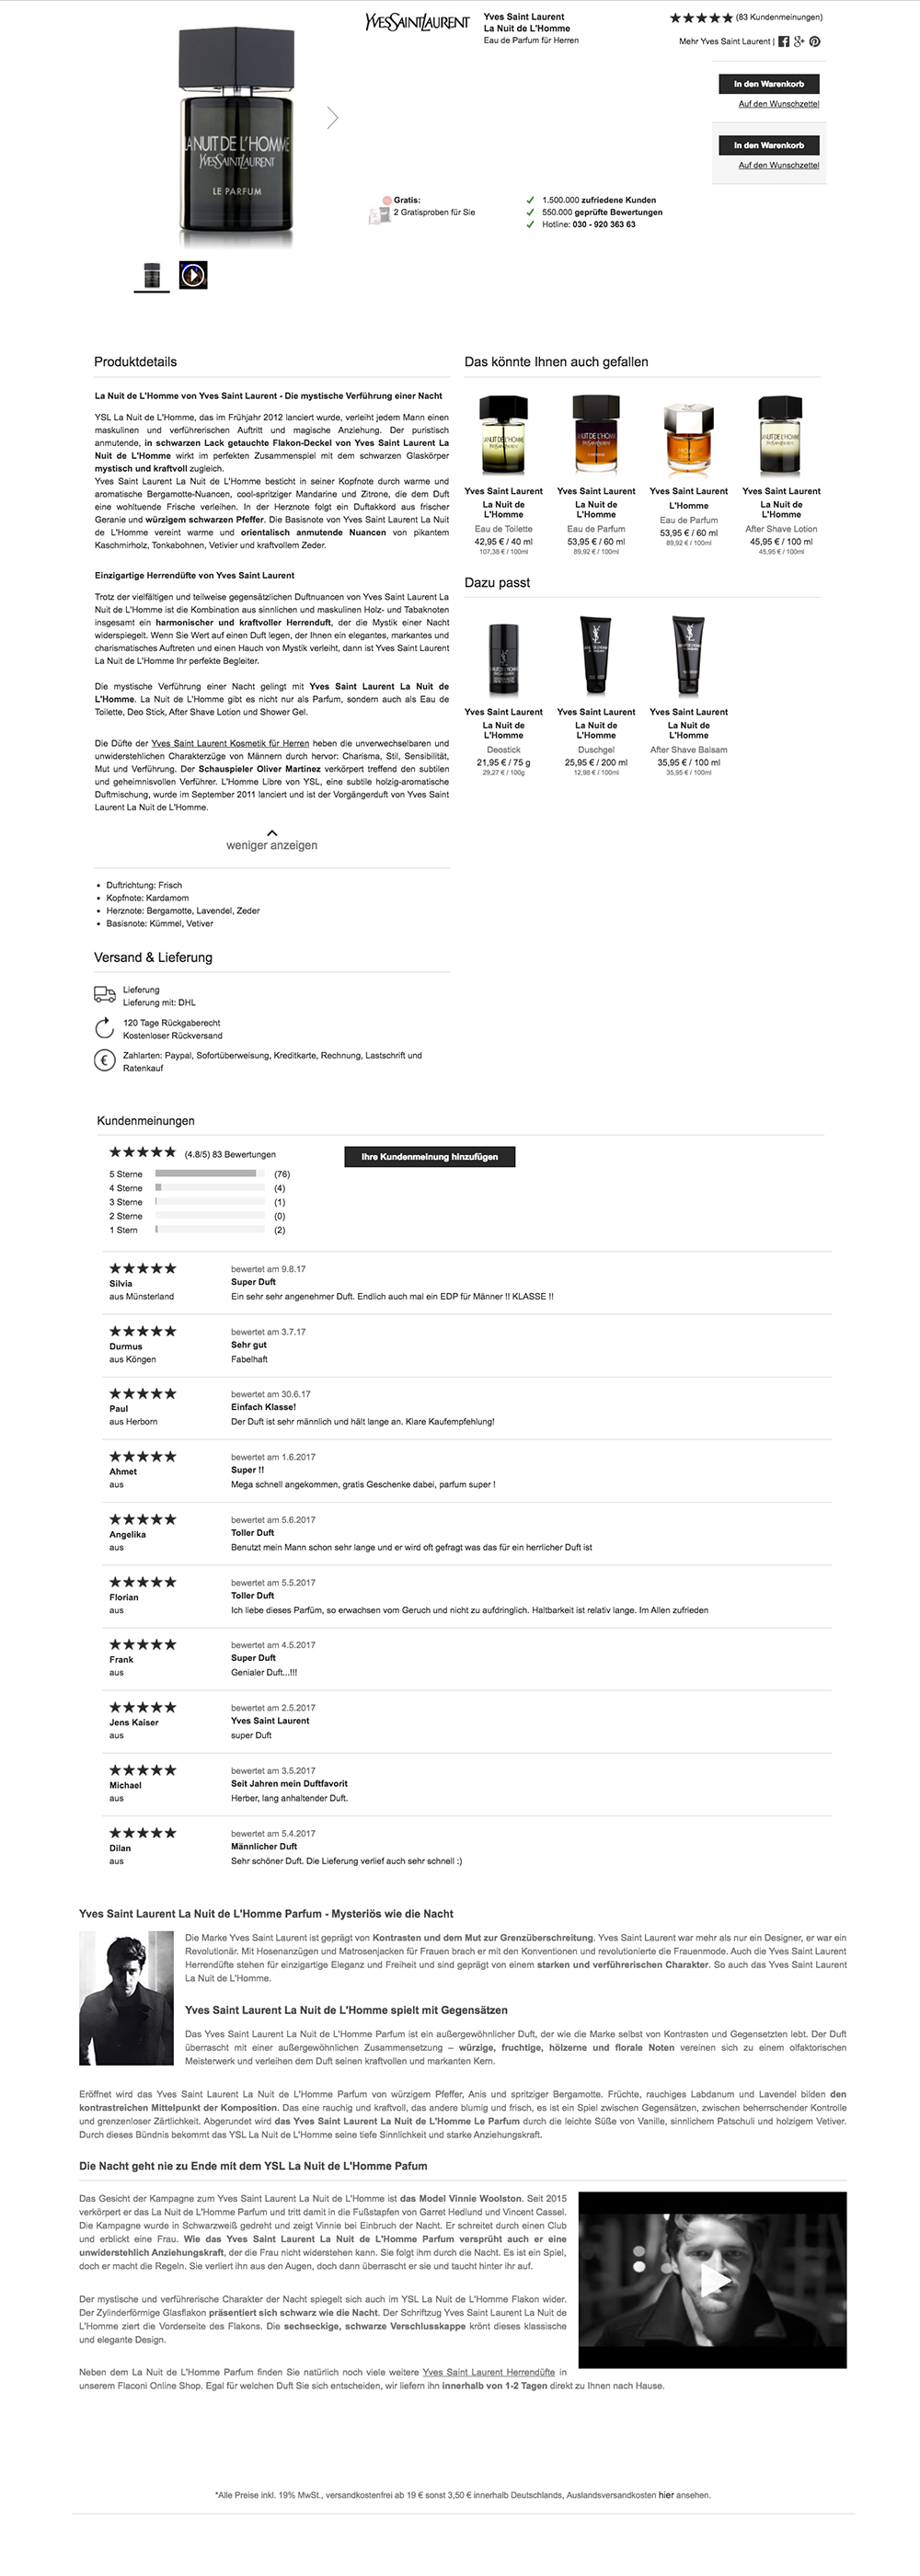 YVESSAINTLAURENT
Yves Saint Laurent
La Nuit de L'Homme
Eau de Parfum für Herren
(83 Kundenmeinungen)
Mehr Yves Saint Laurent |
In den Warenkorb
Auf den Wunschzettel
In den Warenkorb
Auf den Wunschzettel
LA NUIT DE L'HOMME
YVESSAINTLAURENT
LE PARFUM
Gratis:
2 Gratisproben für Sie
1.500.000 zufriedene Kunden
550.000 geprüfte Bewertungen
Hotline: 030 - 920 363 63
Produktdetails
La Nuit de L'Homme von Yves Saint Laurent - Die mystische Verführung einer Nacht
YSL La Nuit de L'Homme, das im Frühjahr 2012 lanciert wurde, verleiht jedem Mann einen
maskulinen und verführerischen Auftritt und magische Anziehung. Der puristisch
anmutende, in schwarzen Lack getauchte Flakon-Deckel von Yves Saint Laurent La
Nuit de L'Homme wirkt im perfekten Zusammenspiel mit dem schwarzen Glaskörper
mystisch und kraftvoll zugleich.
Yves Saint Laurent La Nuit de L'Homme besticht in seiner Kopfnote durch warme und
aromatische Bergamotte-Nuancen, cool-spritziger Mandarine und Zitrone, die dem Duft
eine wohltuende Frische verleihen. In der Herznote folgt ein Duftakkord aus frischer
Geranie und würzigem schwarzen Pfeffer. Die Basisnote von Yves Saint Laurent La Nuit
de L'Homme vereint warme und orientalisch anmutende Nuancen von pikantem
Kaschmirholz, Tonkabohnen, Vetivier und kraftvollem Zeder.
Einzigartige Herrendüfte von Yves Saint Laurent
Trotz der vielfältigen und teilweise gegensätzlichen Duftnuancen von Yves Saint Laurent La
Nuit de L'Homme ist die Kombination aus sinnlichen und maskulinen Holz- und Tabaknoten
insgesamt ein harmonischer und kraftvoller Herrenduft, der die Mystik einer Nacht
widerspiegelt. Wenn Sie Wert auf einen Duft legen, der Ihnen ein elegantes, markantes und
charismatisches Auftreten und einen Hauch von Mystik verleiht, dann ist Yves Saint Laurent
La Nuit de L'Homme Ihr perfekte Begleiter.
Die mystische Verführung einer Nacht gelingt mit Yves Saint Laurent La Nuit de
L'Homme. La Nuit de L'Homme gibt es nicht nur als Parfum, sondern auch als Eau de
Toilette, Deo Stick, After Shave Lotion und Shower Gel.
Die Düfte der Yves Saint Laurent Kosmetik für Herren heben die unverwechselbaren und
unwiderstehlichen Charakterzüge von Männern durch hervor: Charisma, Stil, Sensibilität,
Mut und Verführung. Der Schauspieler Oliver Martinez verkörpert treffend den subtilen
und geheimnisvollen Verführer. L'Homme Libre von YSL, eine subtile holzig-aromatische
Duftmischung, wurde im September 2011 lanciert und ist der Vorgängerduft von Yves Saint
Laurent La Nuit de L'Homme.
weniger anzeigen
Duftrichtung: Frisch
Kopfnote: Kardamom
Herznote: Bergamotte, Lavendel, Zeder
Basisnote: Kümmel, Vetiver
Versand & Lieferung
Lieferung
Lieferung mit: DHL
120 Tage Rückgaberecht
Kostenloser Rückversand
Zahlarten: Paypal, Sofortüberweisung, Kreditkarte, Rechnung, Lastschrift und
Ratenkauf
Das könnte Ihnen auch gefallen
Yves Saint Laurent
La Nuit de
L'Homme
Eau de Toilette
42,95 € / 40 ml
107,38 € / 100ml
Yves Saint Laurent
La Nuit de
L'Homme
Eau de Parfum
53,95 € / 60 ml
89,92 € / 100ml
Yves Saint Laurent
L'Homme
Eau de Parfum
53,95 € / 60 ml
89,92 € / 100ml
Yves Saint Laurent
La Nuit de
L'Homme
After Shave Lotion
45,95 € / 100 ml
45,95 € / 100ml
Dazu passt
Yves Saint Laurent
La Nuit de
L'Homme
Deostick
21,95 € / 75 g
29,27 € / 100g
Yves Saint Laurent
La Nuit de
L'Homme
Duschgel
25,95 € / 200 ml
12,98 € / 100ml
Yves Saint Laurent
La Nuit de
L'Homme
After Shave Balsam
35,95 € / 100 ml
35,95 € / 100ml
Kundenmeinungen
(4.8/5) 83 Bewertungen
Ihre Kundenmeinung hinzufügen
5 Sterne (76)
4 Sterne (4)
3 Sterne (1)
2 Sterne (0)
1 Stern (2)
bewertet am 9.8.17
Silvia
Super Duft
aus Münsterland
Ein sehr sehr angenehmer Duft. Endlich auch mal ein EDP für Männer !! KLASSE !!
bewertet am 3.7.17
Durmus
Sehr gut
aus Köngen
Fabelhaft
bewertet am 30.6.17
Paul
Einfach Klasse!
aus Herborn
Der Duft ist sehr männlich und hält lange an. Klare Kaufempfehlung!
bewertet am 1.6.2017
Ahmet
Super !!
aus
Mega schnell angekommen, gratis Geschenke dabei, parfum super !
bewertet am 5.6.2017
Angelika
Toller Duft
aus
Benutzt mein Mann schon sehr lange und er wird oft gefragt was das für ein herrlicher Duft ist
bewertet am 5.5.2017
Florian
Toller Duft
aus
Ich liebe dieses Parfüm, so erwachsen vom Geruch und nicht zu aufdringlich. Haltbarkeit ist relativ lange. Im Allen zufrieden
bewertet am 4.5.2017
Frank
Super Duft
aus
Genialer Duft...!!!
bewertet am 2.5.2017
Jens Kaiser
Yves Saint Laurent
aus
super Duft
bewertet am 3.5.2017
Michael
Seit Jahren mein Duftfavorit
aus
Herber, lang anhaltender Duft.
bewertet am 5.4.2017
Dilan
Männlicher Duft
aus
Sehr schöner Duft. Die Lieferung verlief auch sehr schnell :)
Yves Saint Laurent La Nuit de L'Homme Parfum - Mysteriös wie die Nacht
Die Marke Yves Saint Laurent ist geprägt von Kontrasten und dem Mut zur Grenzüberschreitung. Yves Saint Laurent war mehr als nur ein Designer, er war ein
Revolutionär. Mit Hosenanzügen und Matrosenjacken für Frauen brach er mit den Konventionen und revolutionierte die Frauenmode. Auch die Yves Saint Laurent
Herrendüfte stehen für einzigartige Eleganz und Freiheit und sind geprägt von einem starken und verführerischen Charakter. So auch das Yves Saint Laurent
La Nuit de L'Homme.
Yves Saint Laurent La Nuit de L'Homme spielt mit Gegensätzen
Das Yves Saint Laurent La Nuit de L'Homme Parfum ist ein außergewöhnlicher Duft, der wie die Marke selbst von Kontrasten und Gegensetzten lebt. Der Duft
überrascht mit einer außergewöhnlichen Zusammensetzung – würzige, fruchtige, hölzerne und florale Noten vereinen sich zu einem olfaktorischen
Meisterwerk und verleihen dem Duft seinen kraftvollen und markanten Kern.
Eröffnet wird das Yves Saint Laurent La Nuit de L'Homme Parfum von würzigem Pfeffer, Anis und spritziger Bergamotte. Früchte, rauchiges Labdanum und Lavendel bilden den
kontrastreichen Mittelpunkt der Komposition. Das eine rauchig und kraftvoll, das andere blumig und frisch, es ist ein Spiel zwischen Gegensätzen, zwischen beherrschender Kontrolle
und grenzenloser Zärtlichkeit. Abgerundet wird das Yves Saint Laurent La Nuit de L'Homme Le Parfum durch die leichte Süße von Vanille, sinnlichem Patschuli und holzigem Vetiver.
Durch dieses Bündnis bekommt das YSL La Nuit de L'Homme seine tiefe Sinnlichkeit und starke Anziehungskraft.
Die Nacht geht nie zu Ende mit dem YSL La Nuit de L'Homme Pafum
Das Gesicht der Kampagne zum Yves Saint Laurent La Nuit de L'Homme ist das Model Vinnie Woolston. Seit 2015
verkörpert er das La Nuit de L'Homme Parfum und tritt damit in die Fußstapfen von Garret Hedlund und Vincent Cassel.
Die Kampagne wurde in Schwarzweiß gedreht und zeigt Vinnie bei Einbruch der Nacht. Er schreitet durch einen Club
und erblickt eine Frau. Wie das Yves Saint Laurent La Nuit de L'Homme Parfum versprüht auch er eine
unwiderstehlich Anziehungskraft, der die Frau nicht widerstehen kann. Sie folgt ihm durch die Nacht. Es ist ein Spiel,
doch er macht die Regeln. Sie verliert ihn aus den Augen, doch dann überrascht er sie und taucht hinter ihr auf.
Der mystische und verführerische Charakter der Nacht spiegelt sich auch im YSL La Nuit de L'Homme Flakon wider.
Der Zylinderförmige Glasflakon präsentiert sich schwarz wie die Nacht. Der Schriftzug Yves Saint Laurent La Nuit de
L'Homme ziert die Vorderseite des Flakons. Die sechseckige, schwarze Verschlusskappe krönt dieses klassische
und elegante Design.
Neben dem La Nuit de L'Homme Parfum finden Sie natürlich noch viele weitere Yves Saint Laurent Herrendüfte in
unserem Flaconi Online Shop. Egal für welchen Duft Sie sich entscheiden, wir liefern ihn innerhalb von 1-2 Tagen direkt zu Ihnen nach Hause.
*Alle Preise inkl. 19% MwSt., versandkostenfrei ab 19 € sonst 3,50 € innerhalb Deutschlands, Auslandsversandkosten hier ansehen.